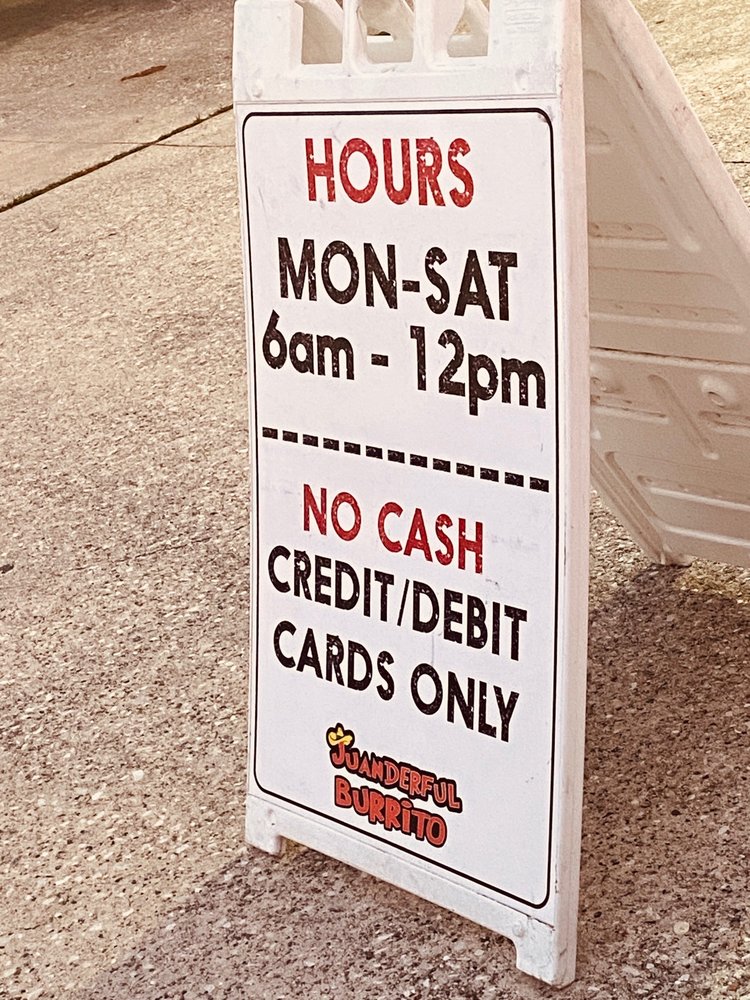 HOURS
MON-SAT
6am - 12pm
NO CASH
CREDIT/DEBIT
CARDS ONLY
JUANDERFUL
BURRiTO